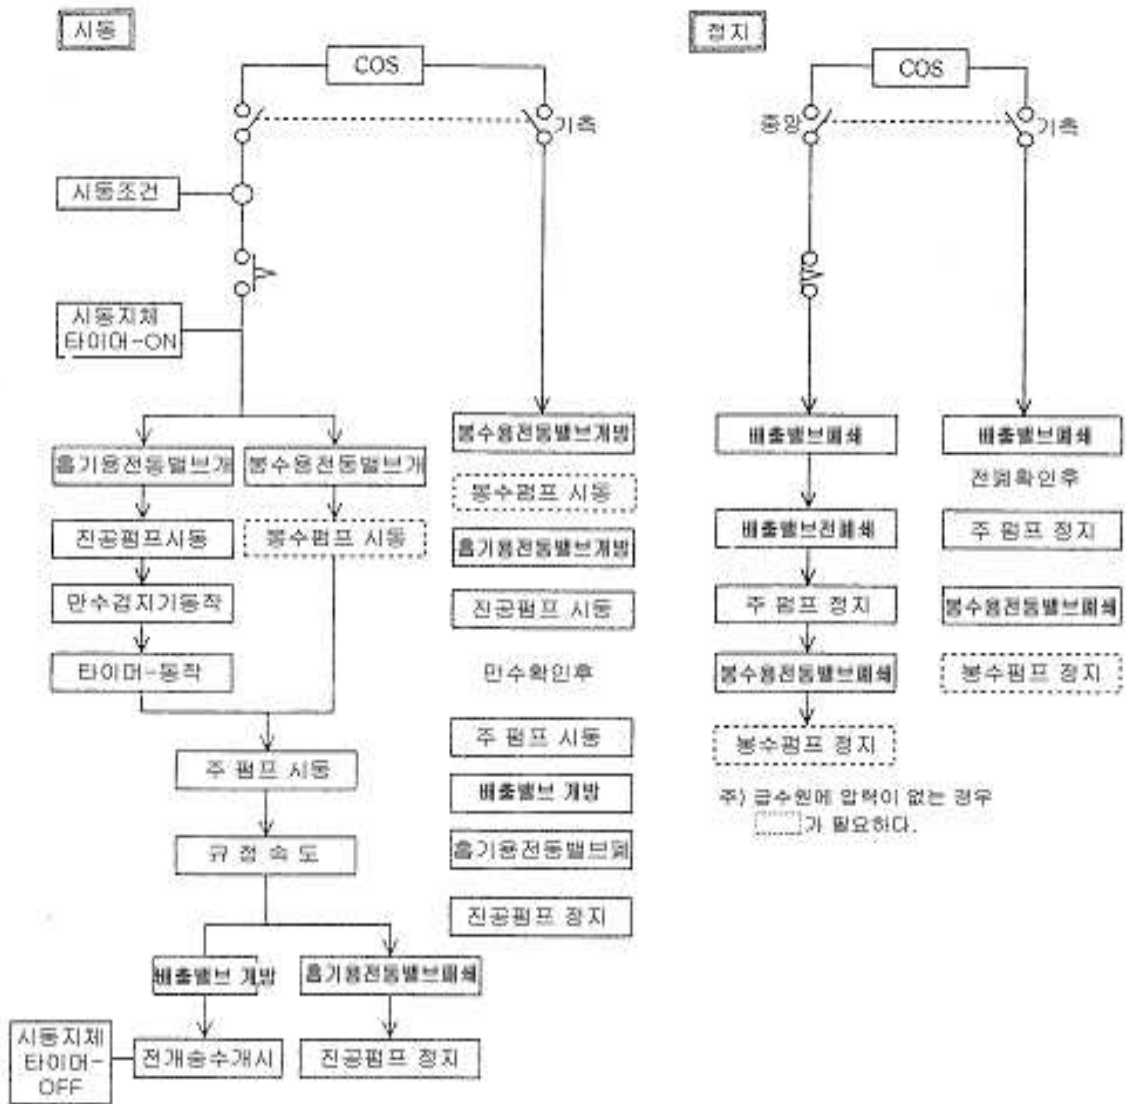 시동
COS
기측
시동조건
시동지체
타이머-ON
흡기용전동밸브개
봉수용전동밸브개
진공펌프시동
봉수펌프 시동
만수검지기동작
타이머-동작
주 펌프 시동
규 정 속 도
배출밸브 개방
흡기용전동밸브폐쇄
시동지체
타이머-
OFF
전개송수개시
진공펌프 정지
봉수용전동밸브개방
봉수펌프 시동
흡기용전동밸브개방
진공펌프 시동
만수확인후
주 펌프 시동
배출밸브 개방
흡기용전동밸브폐
진공펌프 정지
정지
COS
중앙
기측
배출밸브폐쇄
배출밸브전폐쇄
주 펌프 정지
봉수용전동밸브폐쇄
봉수펌프 정지
배출밸브폐쇄
전폐확인후
주 펌프 정지
봉수용전동밸브폐쇄
봉수펌프 정지
주) 급수원에 압력이 없는 경우
가 필요하다.